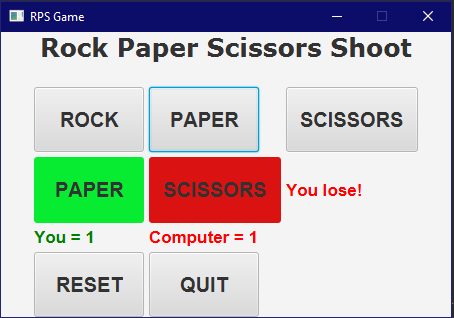 RPS Game
Rock Paper Scissors Shoot
ROCK PAPER SCISSORS
PAPER SCISSORS You lose!
You = 1 Computer = 1
RESET QUIT